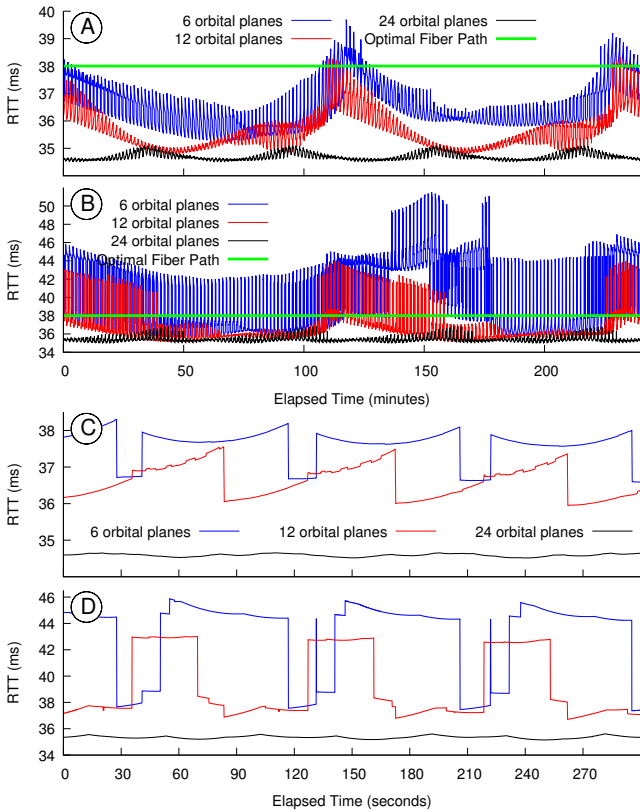 A
6 orbital planes
12 orbital planes
24 orbital planes
Optimal Fiber Path
RTT (ms)
40
39
38
37
36
35
34
B
6 orbital planes
12 orbital planes
24 orbital planes
Optimal Fiber Path
RTT (ms)
50
48
46
44
42
40
38
36
34
0 50 100 150 200
Elapsed Time (minutes)
C
RTT (ms)
38
37
36
35
34
6 orbital planes 12 orbital planes 24 orbital planes
D
RTT (ms)
46
44
42
40
38
36
34
0 30 60 90 120 150 180 210 240 270
Elapsed Time (seconds)